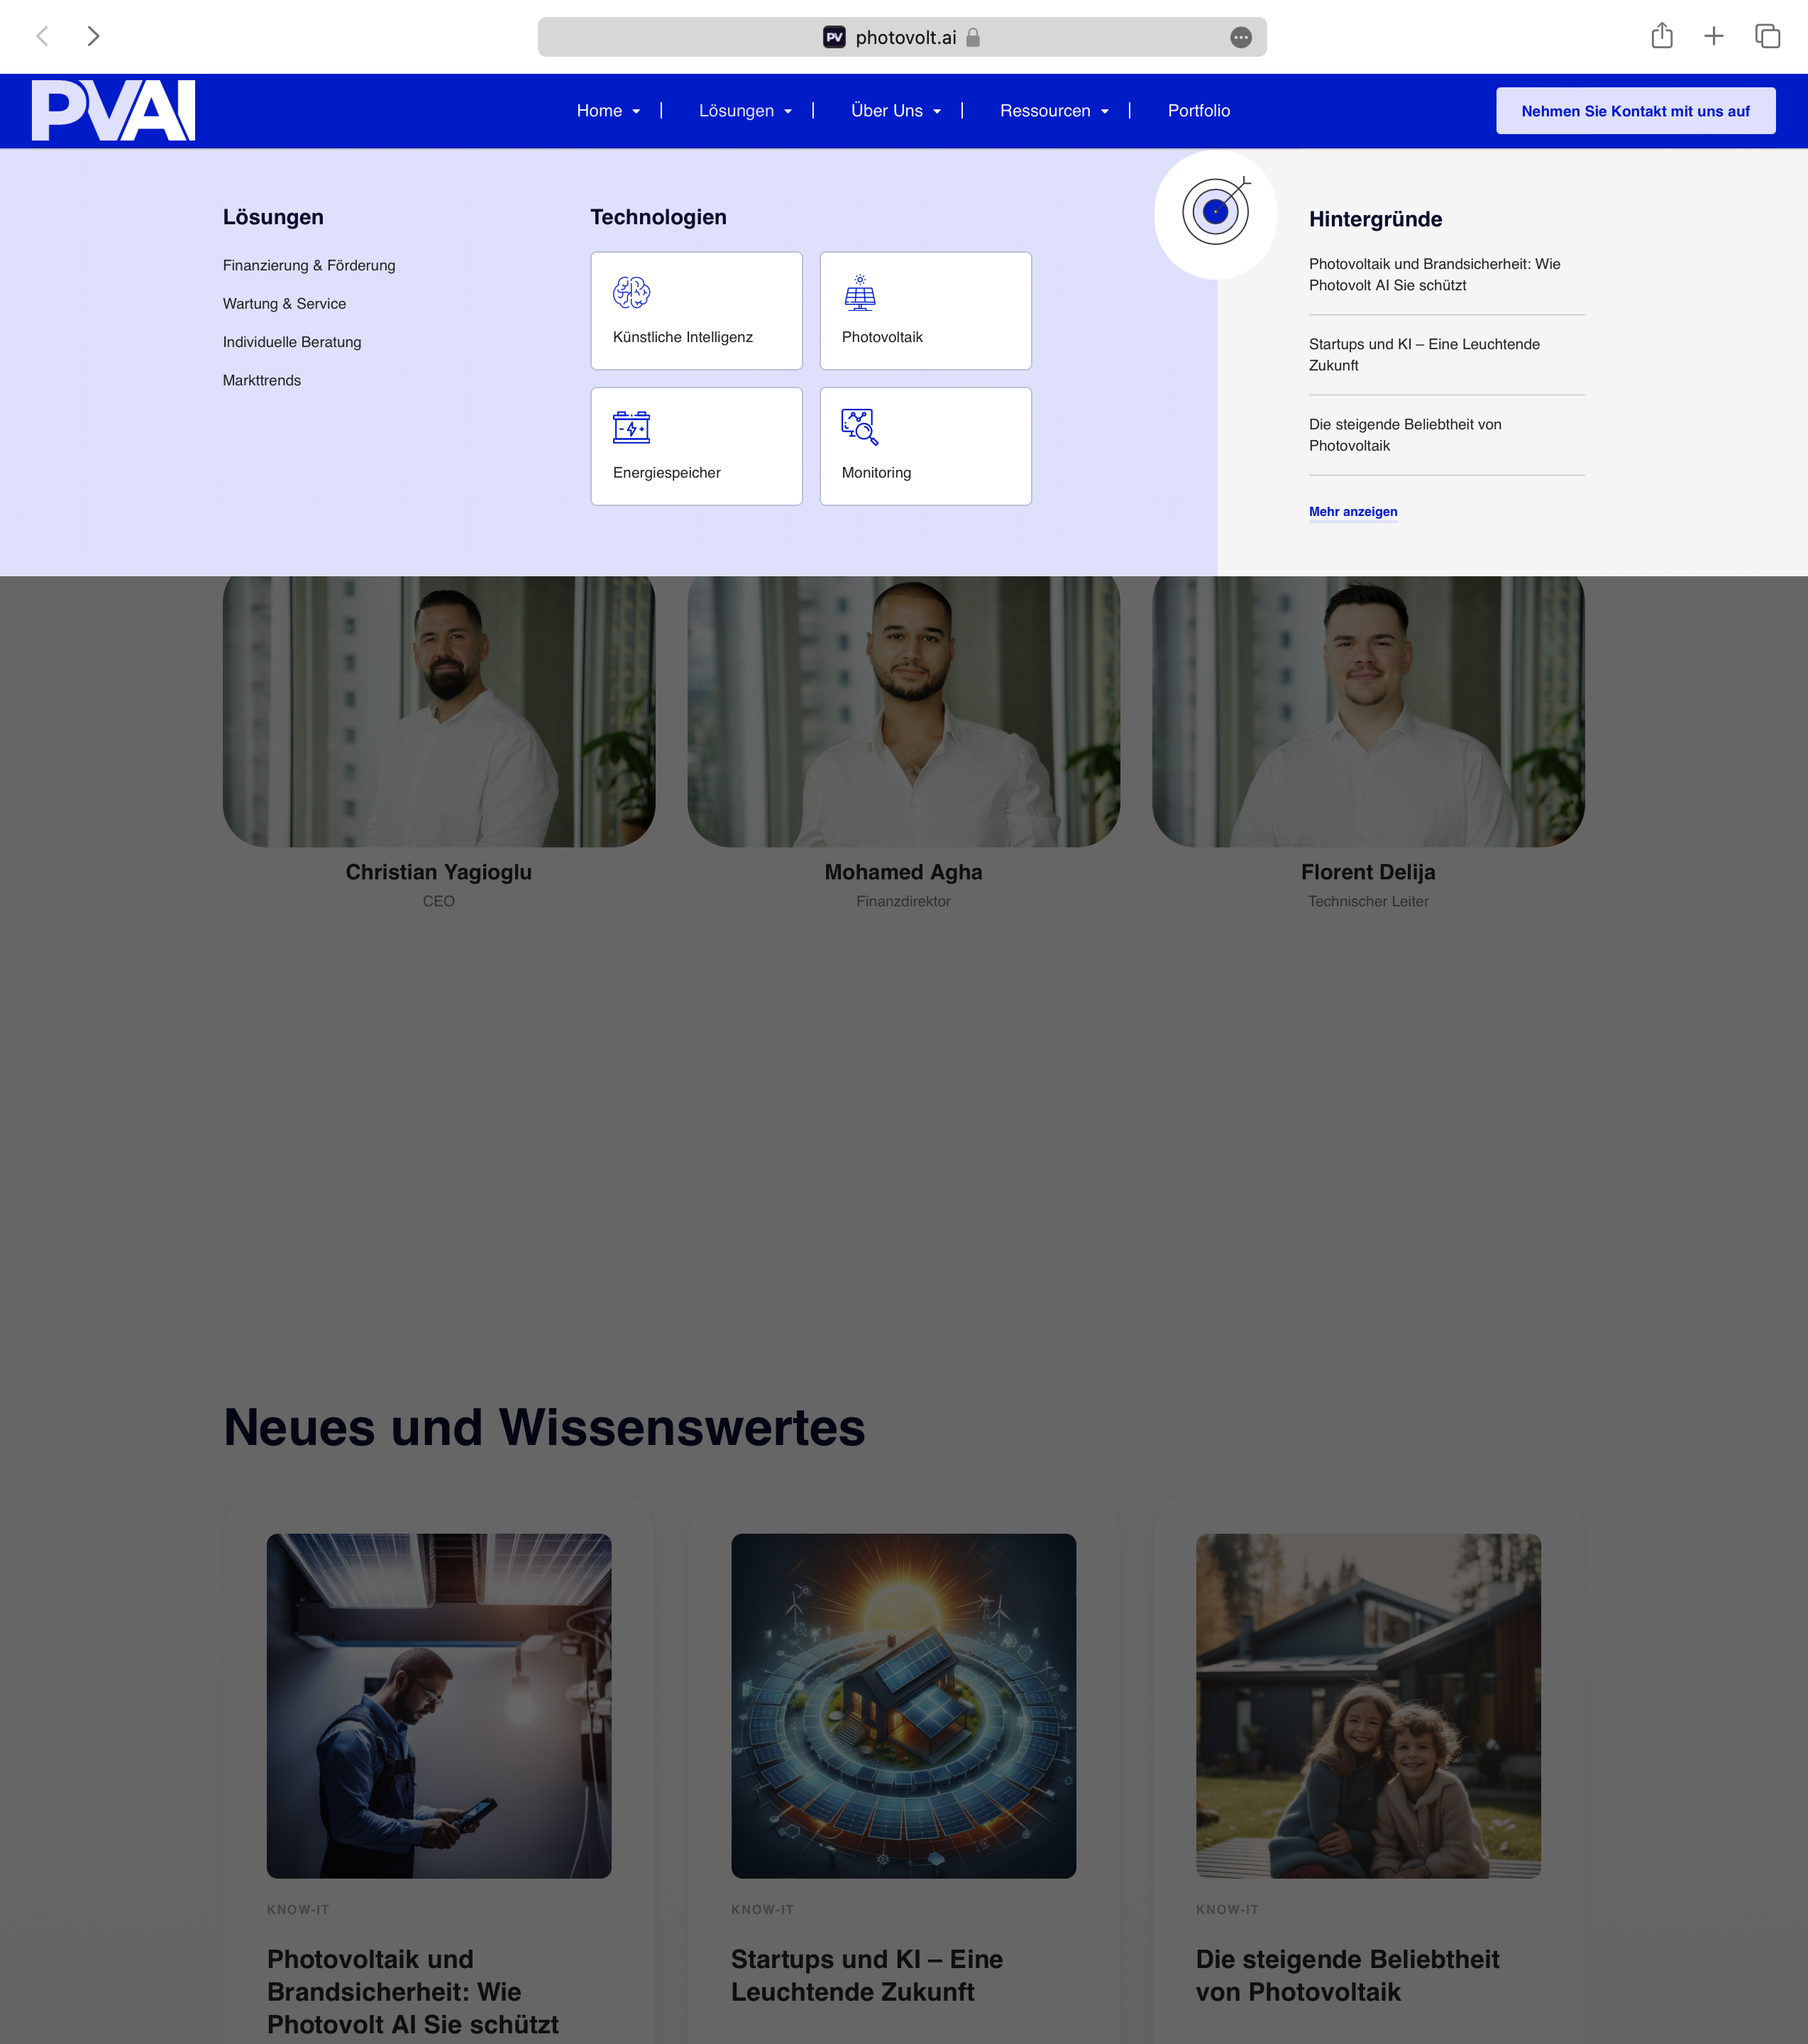 PV photovolt.ai
PVAI
Home
Lösungen
Über Uns
Ressourcen
Portfolio
Nehmen Sie Kontakt mit uns auf
Lösungen
Finanzierung & Förderung
Wartung & Service
Individuelle Beratung
Markttrends
Technologien
Künstliche Intelligenz
Photovoltaik
Energiespeicher
Monitoring
Hintergründe
Photovoltaik und Brandsicherheit: Wie
Photovolt AI Sie schützt
Startups und KI – Eine Leuchtende
Zukunft
Die steigende Beliebtheit von
Photovoltaik
Mehr anzeigen
Christian Yagioglu
CEO
Mohamed Agha
Finanzdirektor
Florent Delija
Technischer Leiter
Neues und Wissenswertes
KNOW-IT
Photovoltaik und
Brandsicherheit: Wie
Photovolt AI Sie schützt
KNOW-IT
Startups und KI – Eine
Leuchtende Zukunft
KNOW-IT
Die steigende Beliebtheit
von Photovoltaik